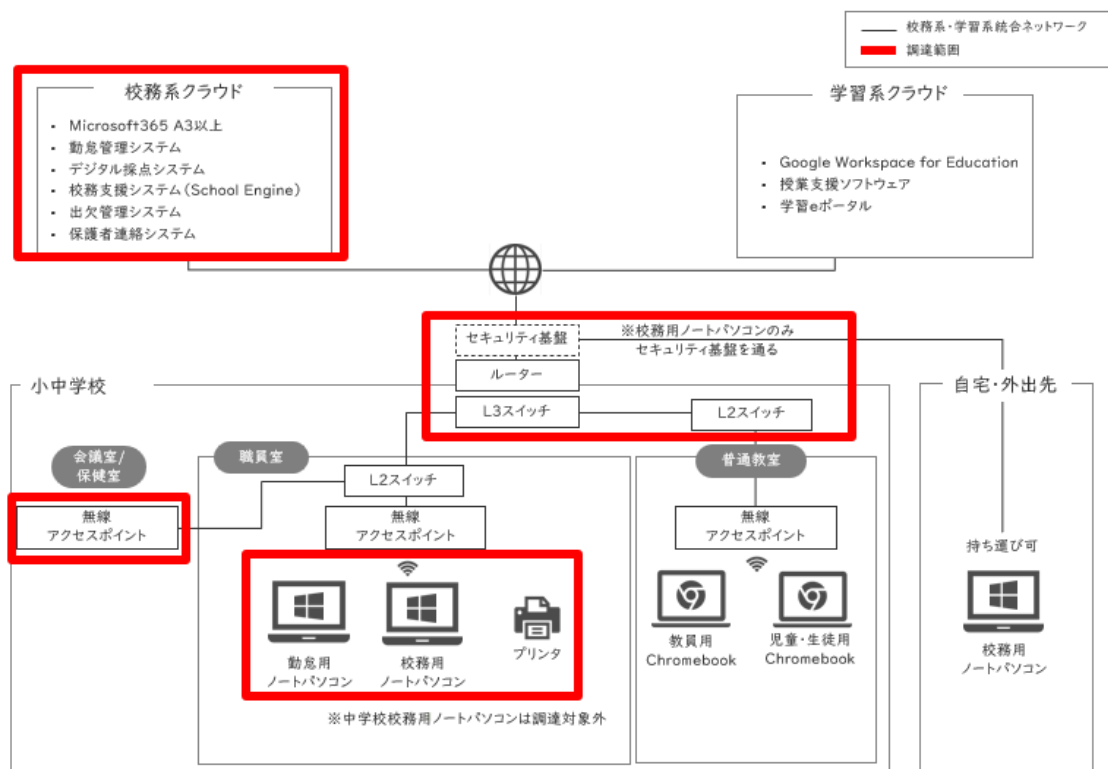 校務系・学習系統合ネットワーク
調達範囲
校務系クラウド
・ Microsoft365 A3以上
・ 勤怠管理システム
・ デジタル採点システム
・ 校務支援システム(School Engine)
・ 出欠管理システム
・ 保護者連絡システム
学習系クラウド
・ Google Workspace for Education
・ 授業支援ソフトウェア
・ 学習eポータル
セキュリティ基盤
※校務用ノートパソコンのみ
セキュリティ基盤を通る
ルーター
小中学校
自宅・外出先
L3スイッチ
L2スイッチ
会議室/
保健室
職員室
普通教室
L2スイッチ
無線
アクセスポイント
無線
アクセスポイント
無線
アクセスポイント
持ち運び可
勤怠用
ノートパソコン
校務用
ノートパソコン
プリンタ
教員用
Chromebook
児童・生徒用
Chromebook
校務用
ノートパソコン
※中学校校務用ノートパソコンは調達対象外